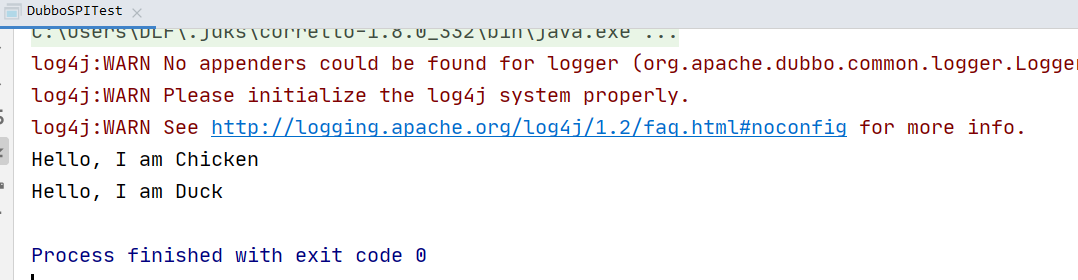 DubboSPITest
C:\Users\DLF\.jdks\corretto-1.8.0_332\bin\java.exe ...
log4j:WARN No appenders could be found for logger (org.apache.dubbo.common.logger.Logger
log4j:WARN Please initialize the log4j system properly.
log4j:WARN See http://logging.apache.org/log4j/1.2/faq.html#noconfig for more info.
Hello, I am Chicken
Hello, I am Duck
Process finished with exit code 0